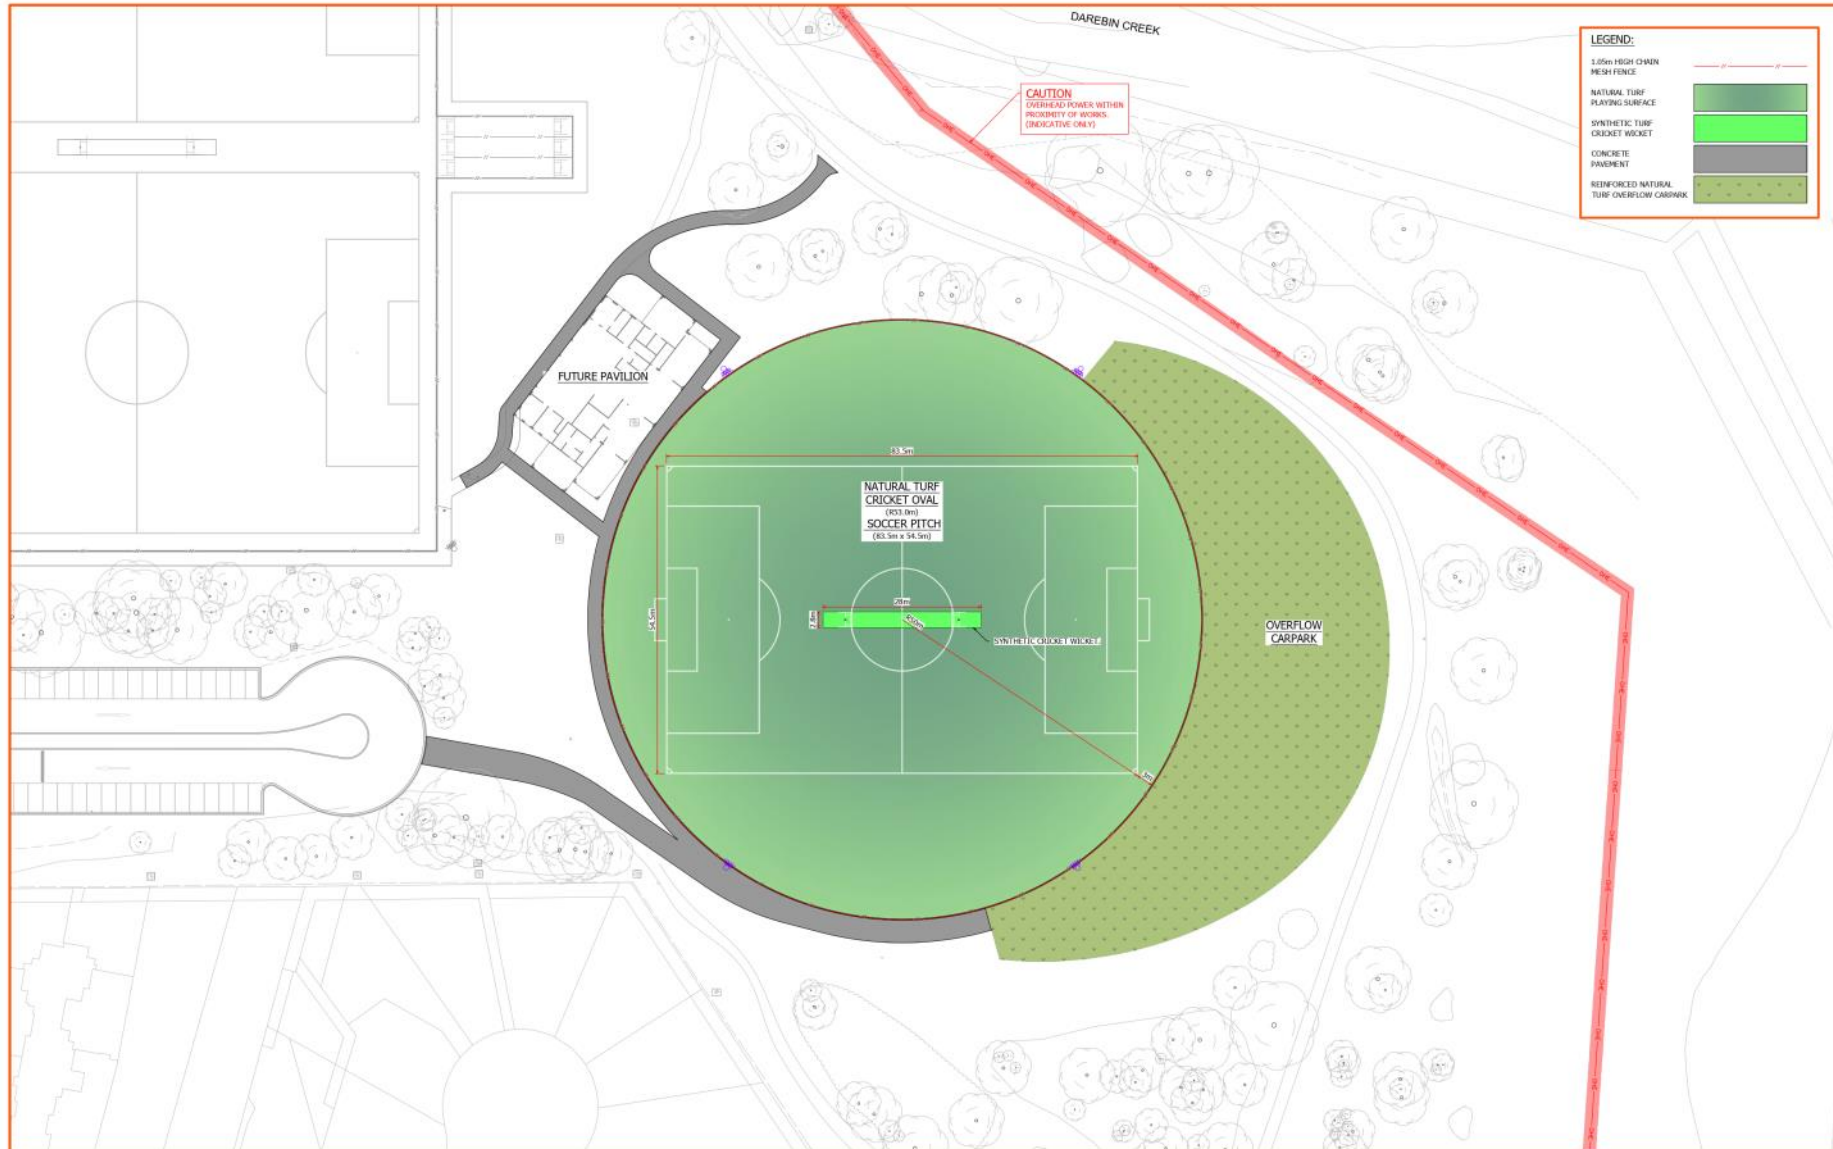 DAREBIN CREEK
LEGEND:
1.05m HIGH CHAIN
MESH FENCE
NATURAL TURF
PLAYING SURFACE
SYNTHETIC TURF
CRICKET WICKET
CONCRETE
PAVEMENT
REINFORCED NATURAL
TURF OVERFLOW CARPARK
CAUTION
OVERHEAD POWER WITHIN
PROXIMITY OF WORKS
(INDICATIVE ONLY)
FUTURE PAVILION
83.5m
NATURAL TURF
CRICKET OVAL
(R53.0m)
SOCCER PITCH
(83.5m x 54.5m)
54.5m
28m
2.8m
R50m
SYNTHETIC CRICKET WICKET
3m
OVERFLOW
CARPARK